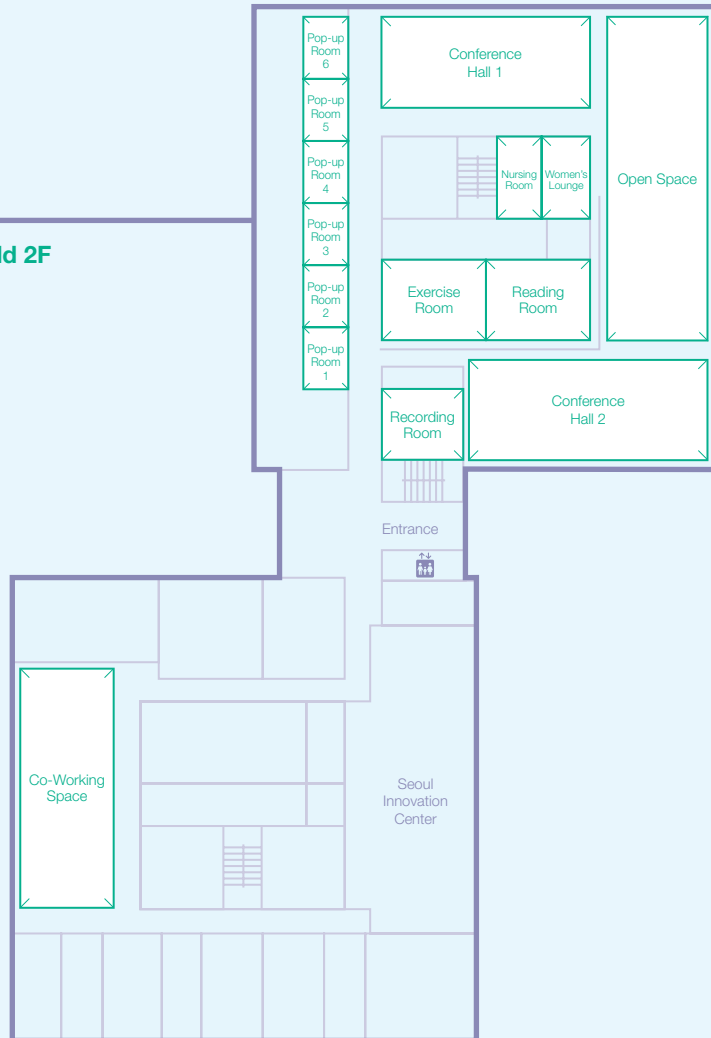 Pop-up
Room
6
Conference
Hall 1
Pop-up
Room
5
Pop-up
Room
4
Nursing
Room
Women's
Lounge
Open Space
Pop-up
Room
3
2F
Pop-up
Room
2
Exercise
Room
Reading
Room
Pop-up
Room
1
Recording
Room
Conference
Hall 2
Entrance
Co-Working
Space
Seoul
Innovation
Center